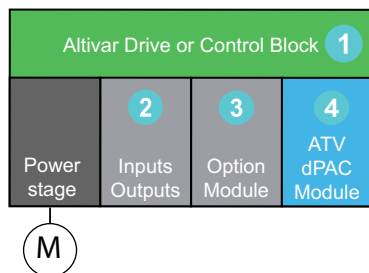 Altivar Drive or Control Block 1
2
3
4
Power
stage
Inputs
Outputs
Option
Module
ATV
dPAC
Module
M